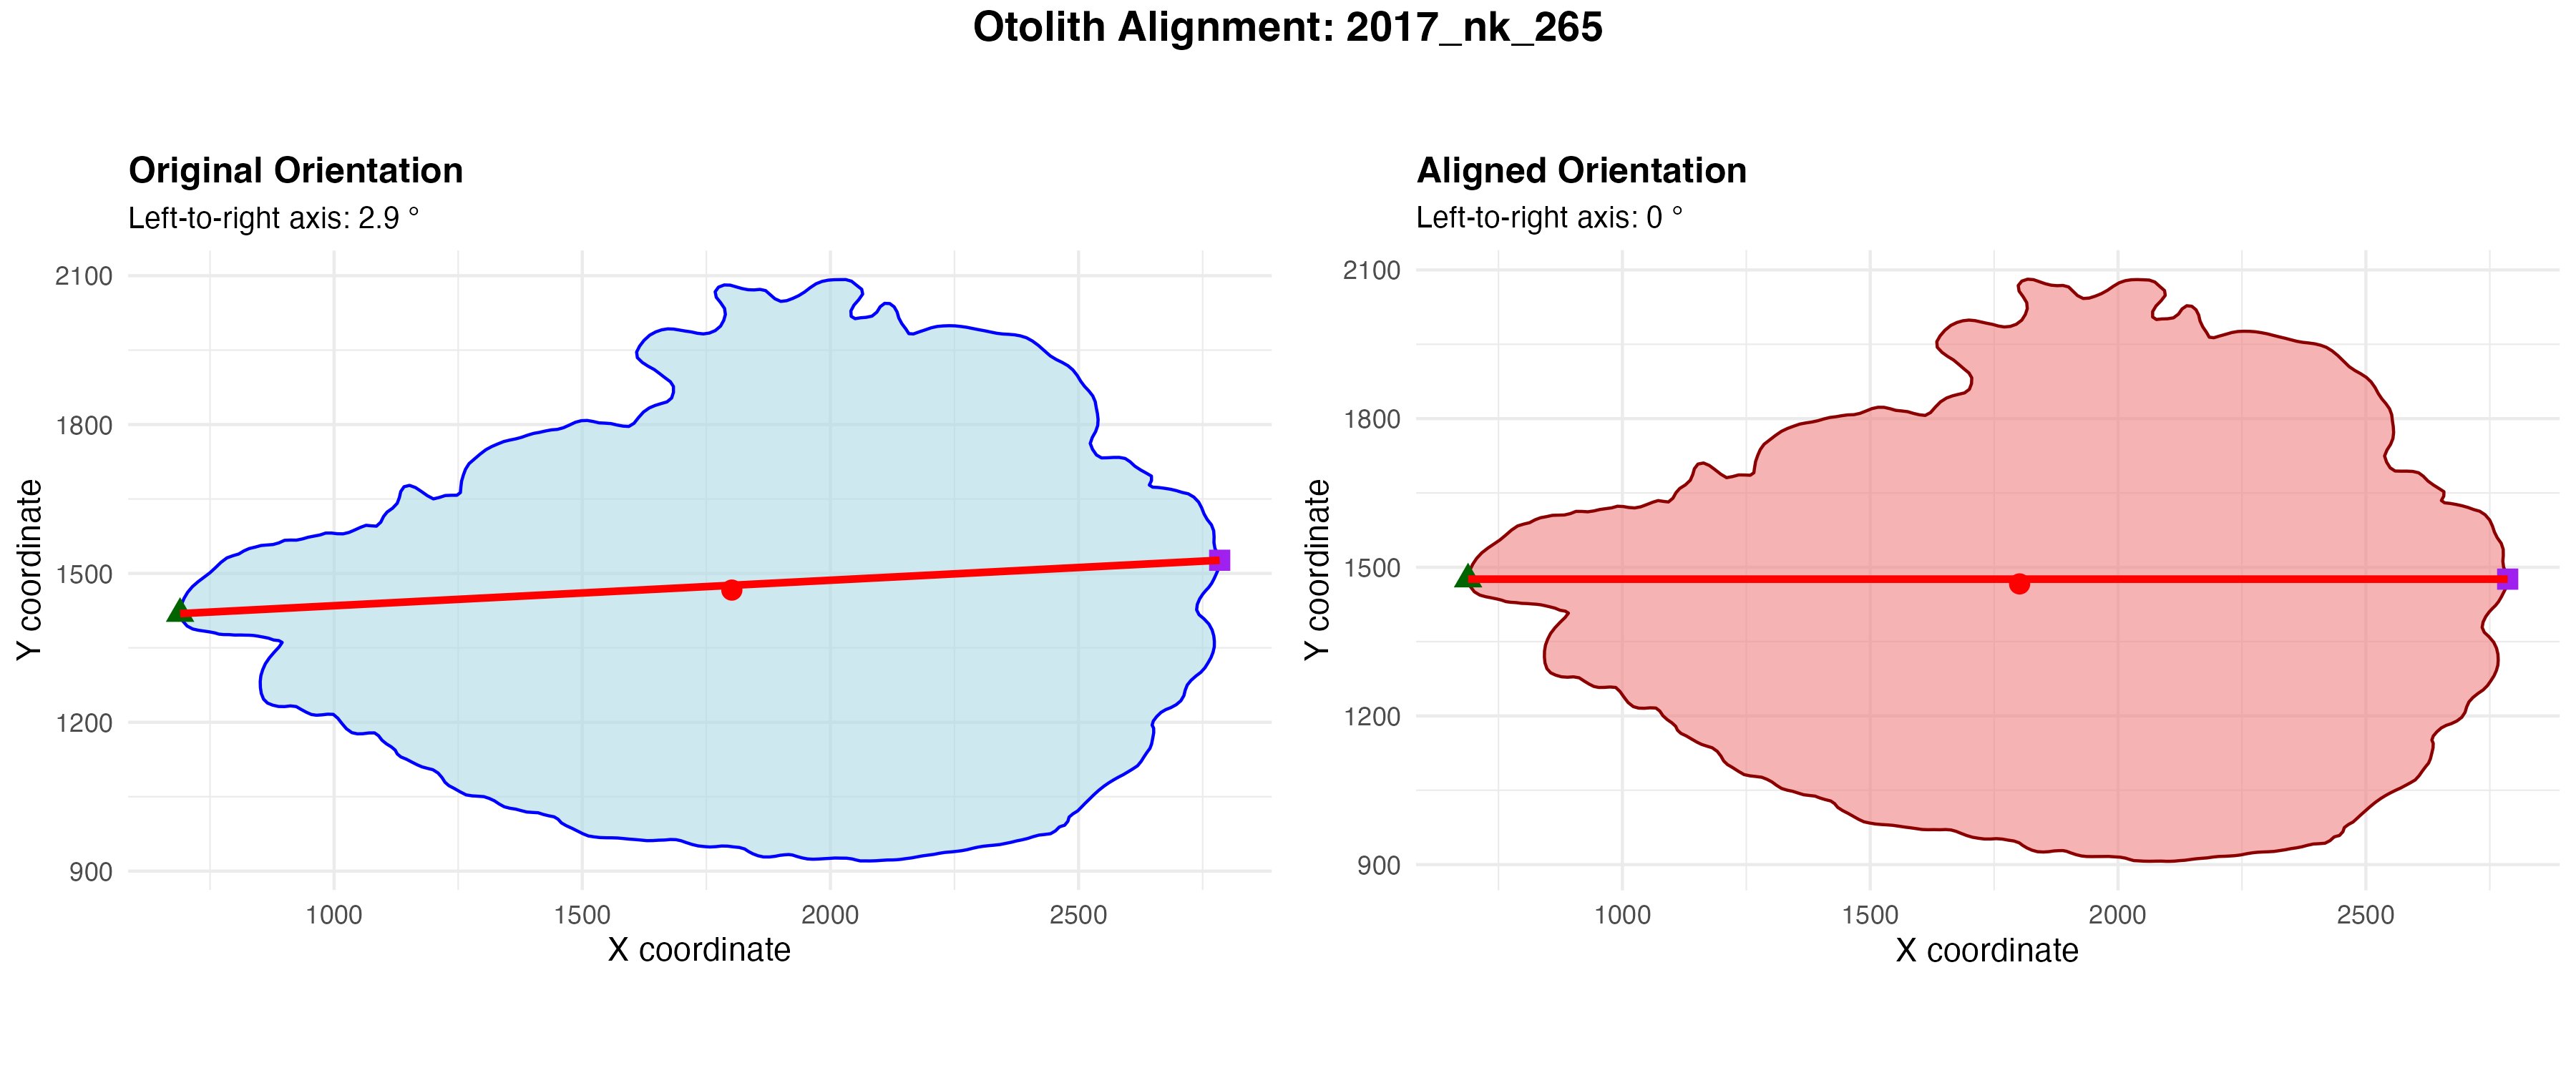 Otolith Alignment: 2017_nk_265
Original Orientation
Left-to-right axis: 2.9 °
2100
1800
1500
1200
900
Y coordinate
1000 1500 2000 2500
X coordinate
Aligned Orientation
Left-to-right axis: 0 °
2100
1800
1500
1200
900
Y coordinate
1000 1500 2000 2500
X coordinate